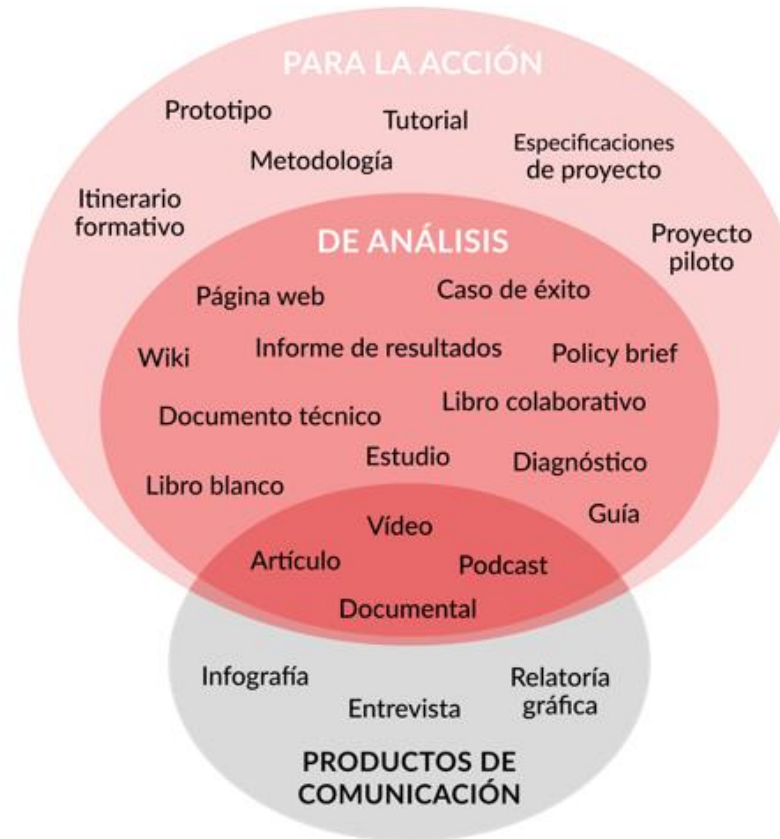 PARA LA ACCIÓN
Prototipo
Tutorial
Metodología
Especificaciones
de proyecto
Itinerario
formativo
Proyecto
piloto
DE ANÁLISIS
Página web
Caso de éxito
Wiki
Informe de resultados
Policy brief
Documento técnico
Libro colaborativo
Estudio
Diagnóstico
Libro blanco
Guía
Vídeo
Artículo
Podcast
Documental
Infografía
Entrevista
Relatoría
gráfica
PRODUCTOS DE
COMUNICACIÓN